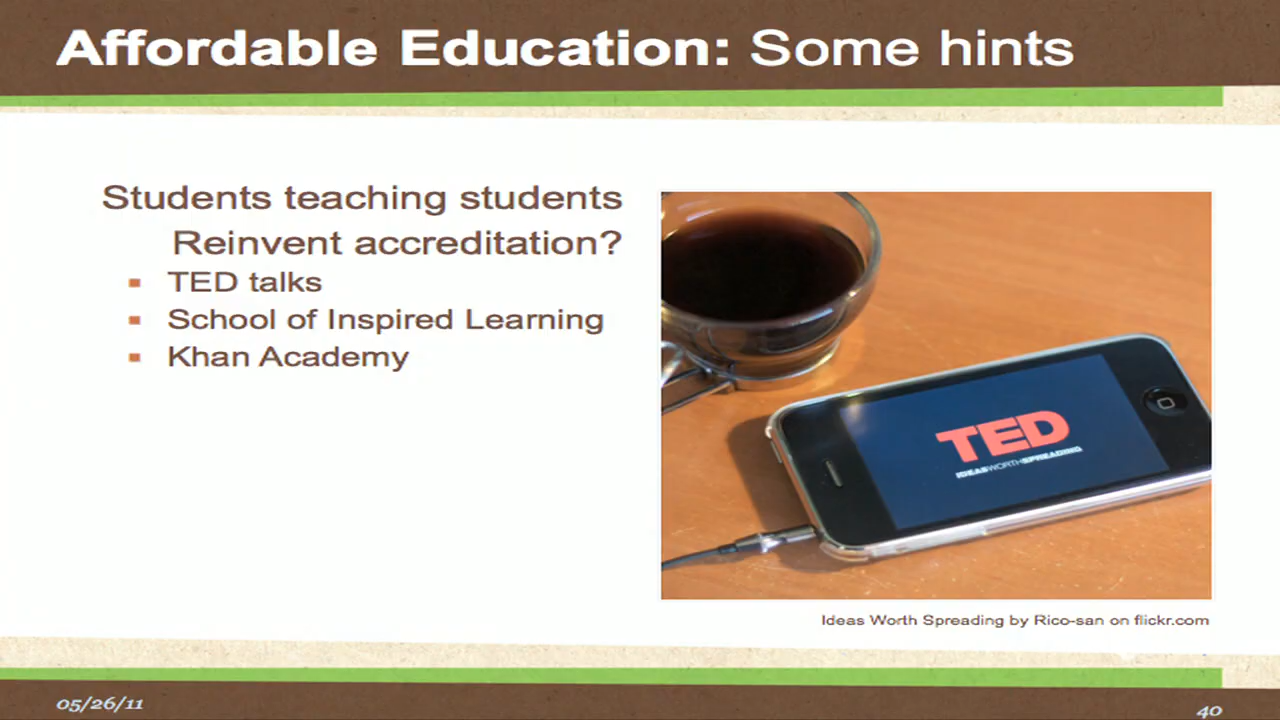 Affordable Education: Some hints
Students teaching students
Reinvent accreditation?
TED talks
School of Inspired Learning
Khan Academy
TED
IDEAS WORTH SPREADING
Ideas Worth Spreading by Rico-san on flickr.com
05/26/11
40